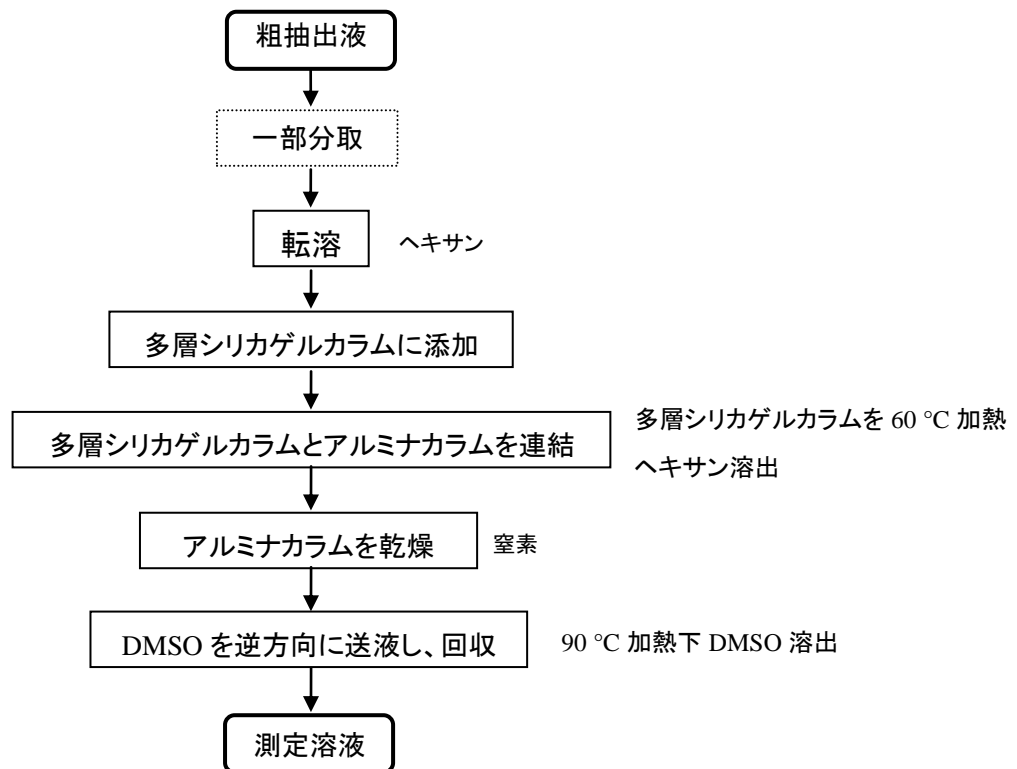 粗抽出液
一部分取
転溶
ヘキサン
多層シリカゲルカラムに添加
多層シリカゲルカラムとアルミナカラムを連結
多層シリカゲルカラムを 60 °C 加熱
ヘキサン溶出
アルミナカラムを乾燥
窒素
DMSO を逆方向に送液し、回収
90 °C 加熱下 DMSO 溶出
測定溶液